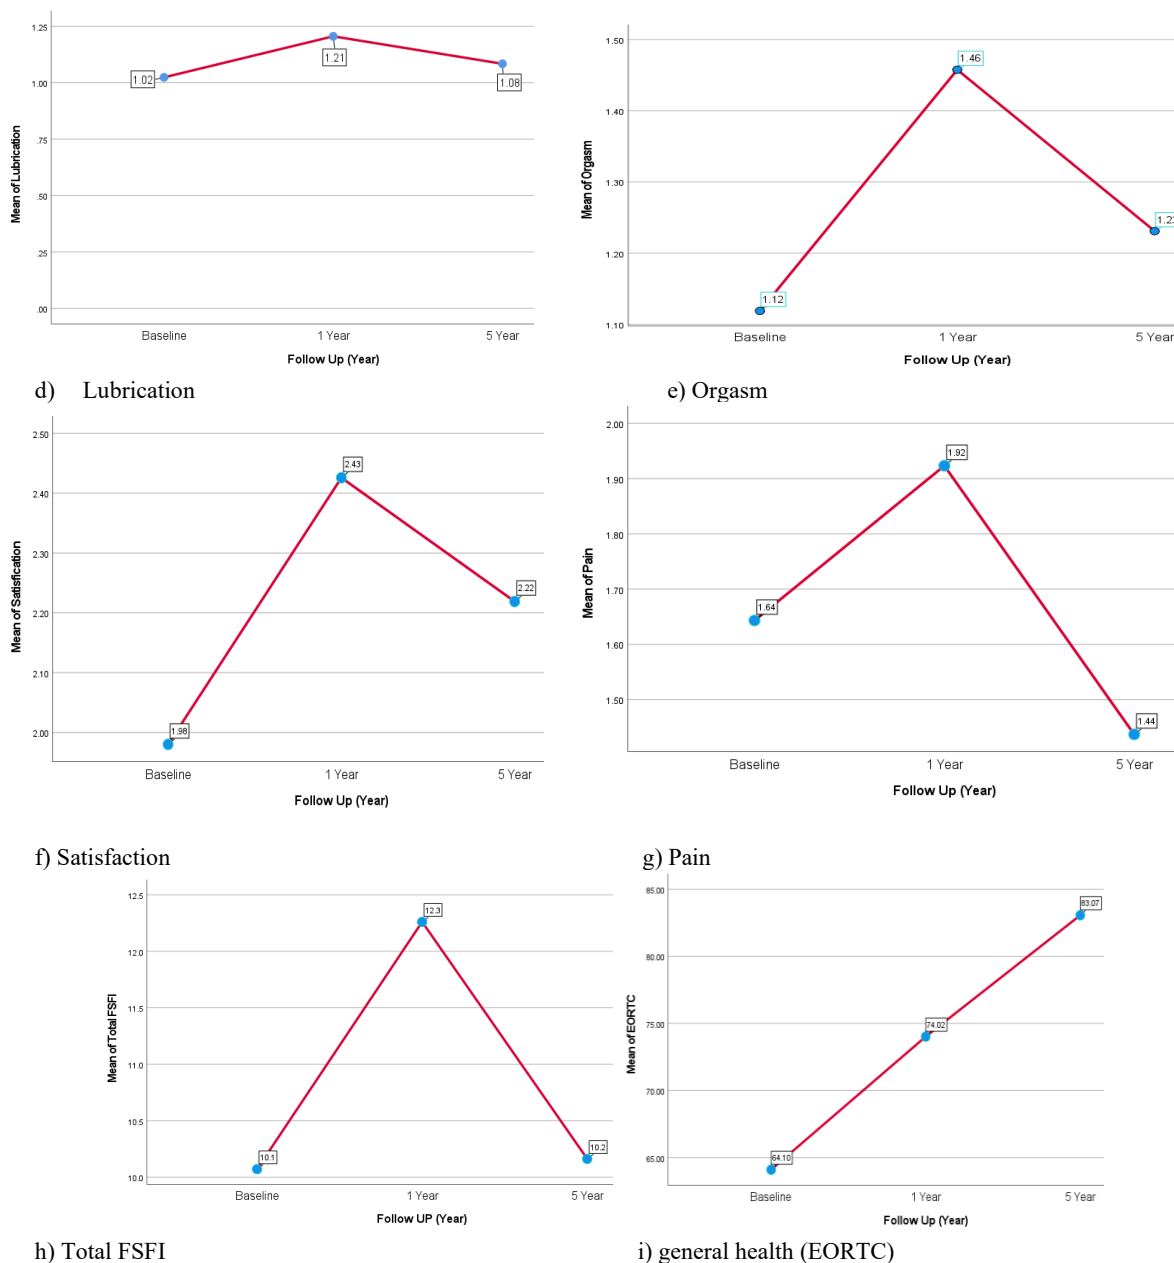 1.25
1.00
.75
.50
.25
.00
1.02
1.21
1.08
Mean of Lubrication
Baseline
1 Year
5 Year
Follow Up (Year)
d) Lubrication
1.50
1.40
1.30
1.20
1.10
1.12
1.46
Mean of Orgasm
Baseline
1 Year
5 Year
Follow Up (Year)
e) Orgasm
2.50
2.40
2.30
2.20
2.10
2.00
1.98
2.43
2.22
Mean of Satisfication
Baseline
1 Year
5 Year
Follow Up (Year)
f) Satisfaction
2.00
1.90
1.80
1.70
1.60
1.50
1.64
1.92
1.44
Mean of Pain
Baseline
1 Year
5 Year
Follow Up (Year)
g) Pain
12.5
12.0
11.5
11.0
10.5
10.0
10.1
12.3
10.2
Mean of Total FSFI
Baseline
1 Year
5 Year
Follow UP (Year)
h) Total FSFI
85.00
80.00
75.00
70.00
65.00
64.10
74.02
83.07
Mean of EORTC
Baseline
1 Year
5 Year
Follow Up (Year)
i) general health (EORTC)